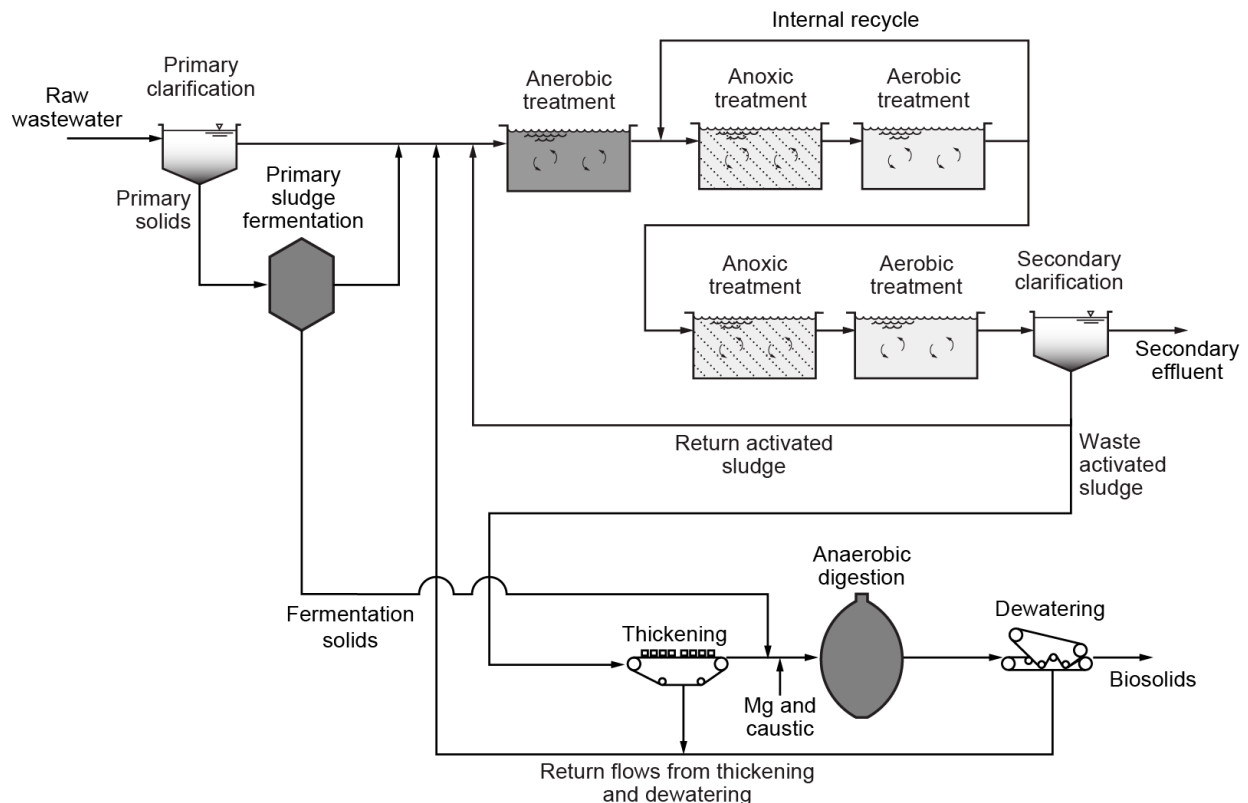 Internal recycle
Primary
clarification
Raw
wastewater
Anerobic
treatment
Anoxic
treatment
Aerobic
treatment
Primary
solids
Primary
sludge
fermentation
Anoxic
treatment
Aerobic
treatment
Secondary
clarification
Secondary
effluent
Return activated
sludge
Waste
activated
sludge
Fermentation
solids
Thickening
Anaerobic
digestion
Dewatering
Mg and
caustic
Biosolids
Return flows from thickening
and dewatering